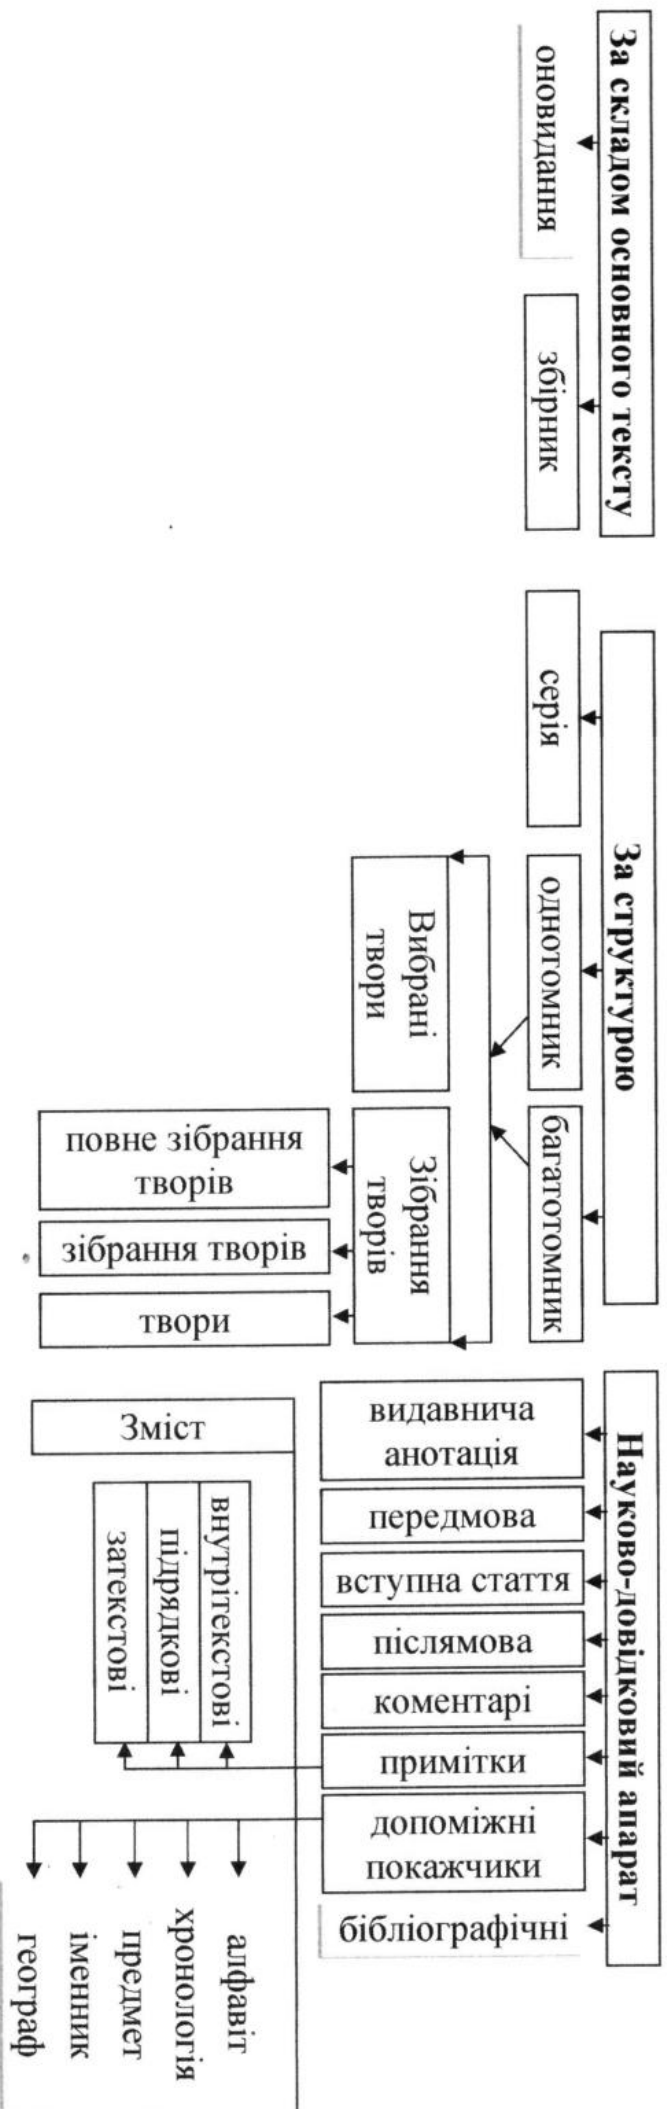 За складом основного тексту
оновидання
збірник
За структурою
серія
однотомник
багатотомник
Вибрані
твори
Зібрання
творів
повне зібрання
творів
зібрання творів
твори
Науково-довідковий апарат
видавнича
анотація
передмова
вступна стаття
післямова
коментарі
примітки
допоміжні
покажчики
бібліографічні
Зміст
внутрітекстові
підрядкові
затекстові
алфавіт
хронологія
предмет
іменник
географ